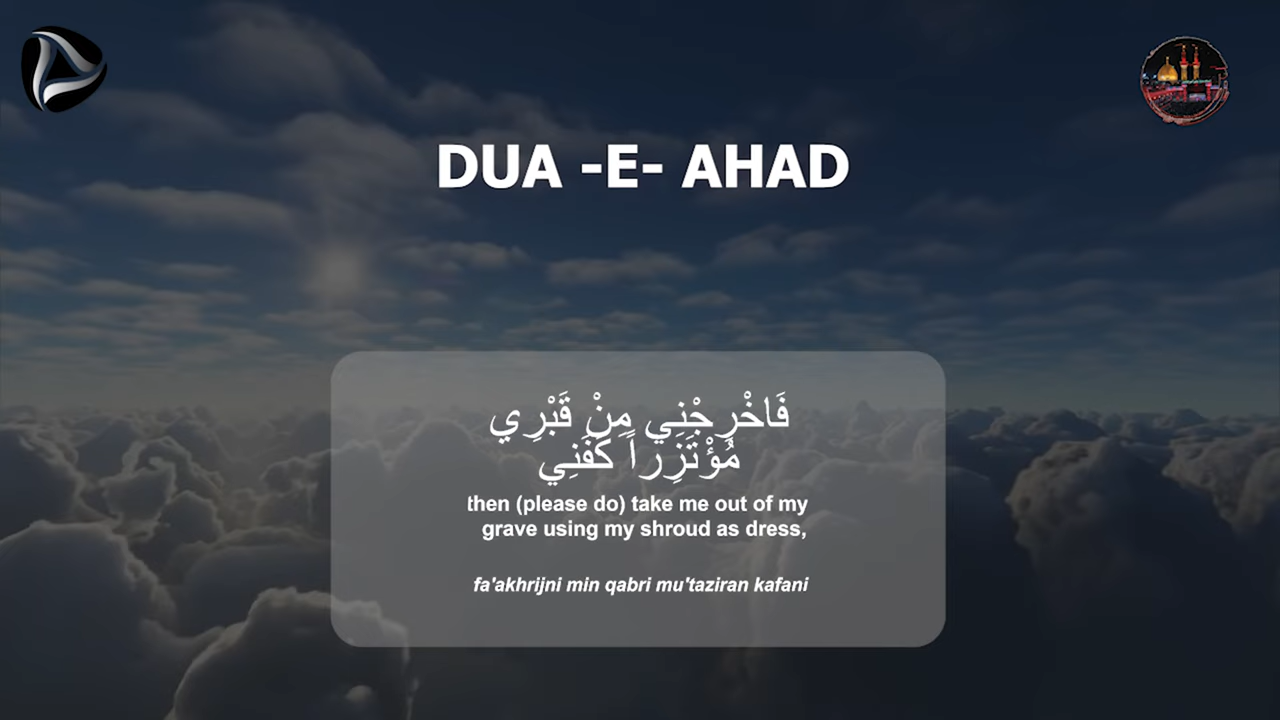 DUA -E- AHAD
فَاخْرِجْنِي مِنْ قَبْرِي
مُؤْتَزِراً كَفَنِي
then (please do) take me out of my
grave using my shroud as dress,
fa'akhrijni min qabri mu'taziran kafani